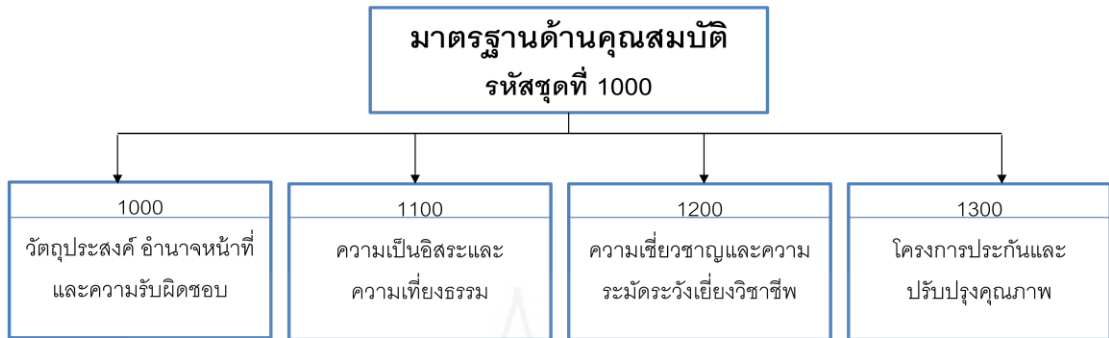 มาตรฐานด้านคุณสมบัติ
รหัสชุดที่ 1000
1000
วัตถุประสงค์ อำนาจหน้าที่
และความรับผิดชอบ
1100
ความเป็นอิสระและ
ความเที่ยงธรรม
1200
ความเชี่ยวชาญและความ
ระมัดระวังเยี่ยงวิชาชีพ
1300
โครงการประกันและ
ปรับปรุงคุณภาพ